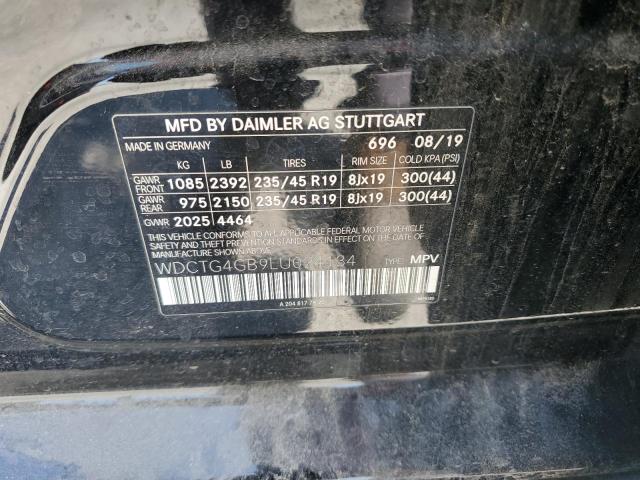 MFD BY DAIMLER AG STUTTGART
MADE IN GERMANY 696 08/19
KG LB TIRES RIM SIZE COLD KPA (PSI)
GAWR FRONT 1085 2392 235/45 R19 8Jx19 300(44)
GAWR REAR 975 2150 235/45 R19 8Jx19 300(44)
GVWR 2025 4464
THIS VEHICLE CONFORMS TO ALL APPLICABLE FEDERAL MOTOR VEHICLE
SAFETY, BUMPER, AND THEFT PREVENTION STANDARDS IN EFFECT ON THE
DATE OF MANUFACTURE SHOWN ABOVE.
TYPE: MPV
A 204 817